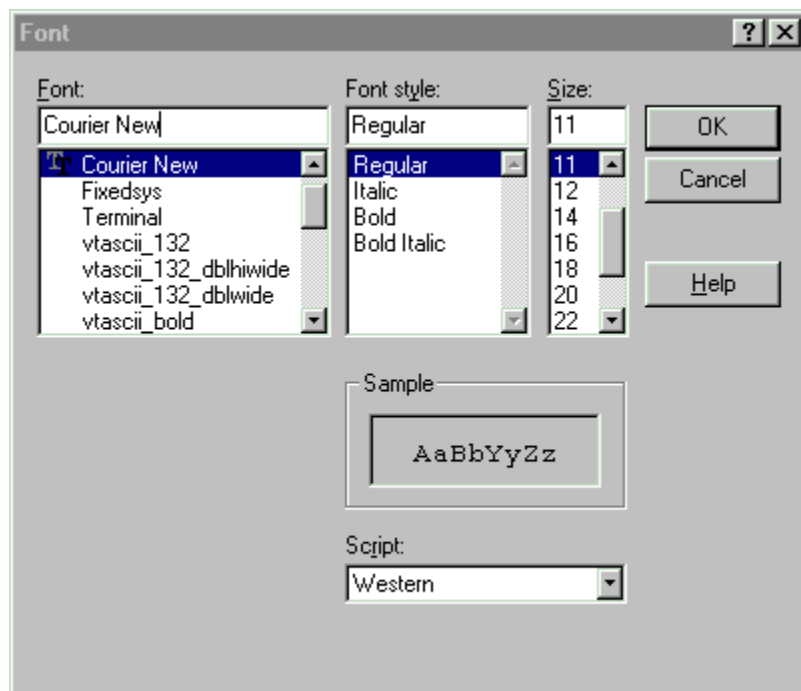 Font
Font: Font style: Size:
Courier New Regular 11 OK
Courier New Regular 11 Cancel
Fixedsys Italic 12
Terminal Bold 14
vtascii_132 Bold Italic 16
vtascii_132_dblhiwide 18
vtascii_132_dblwide 20 Help
vtascii_bold 22
Sample
AaBbYyZz
Script:
Western